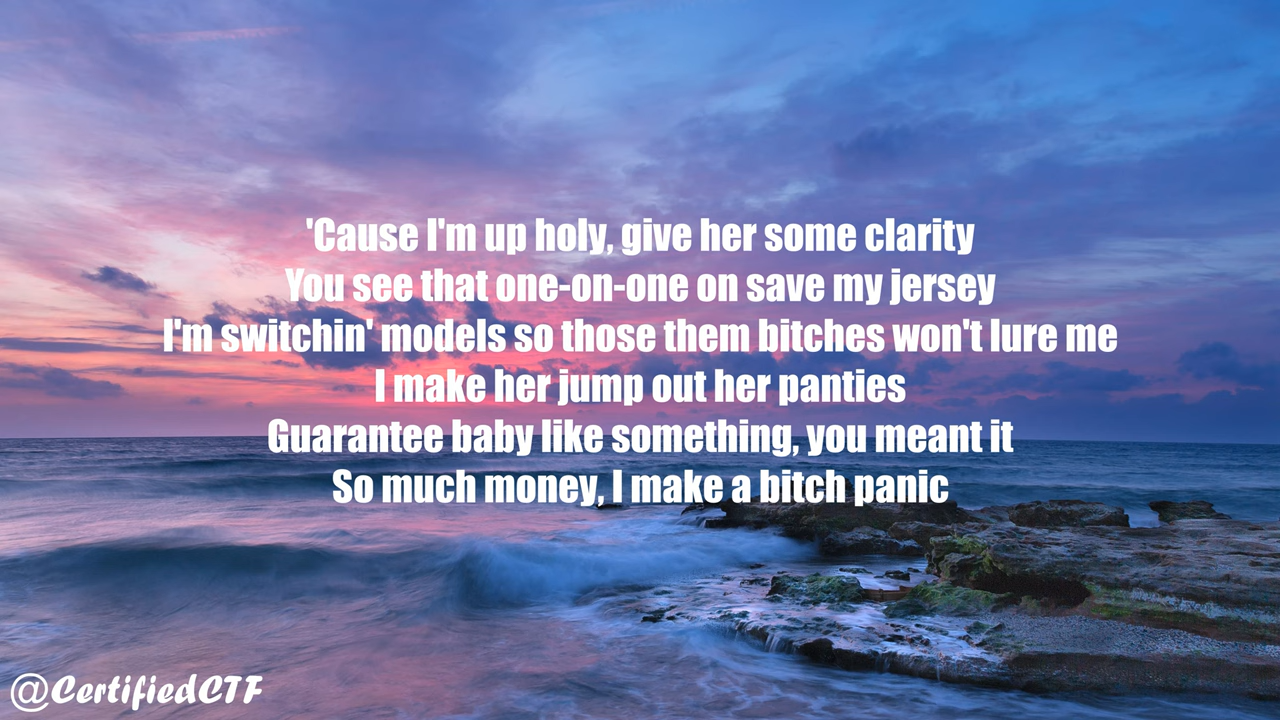 'Cause I'm up holy, give her some clarity
You see that one-on-one on save my jersey
I'm switchin' models so those them bitches won't lure me
I make her jump out her panties
Guarantee baby like something, you meant it
So much money, I make a bitch panic
@CertifiedCTF